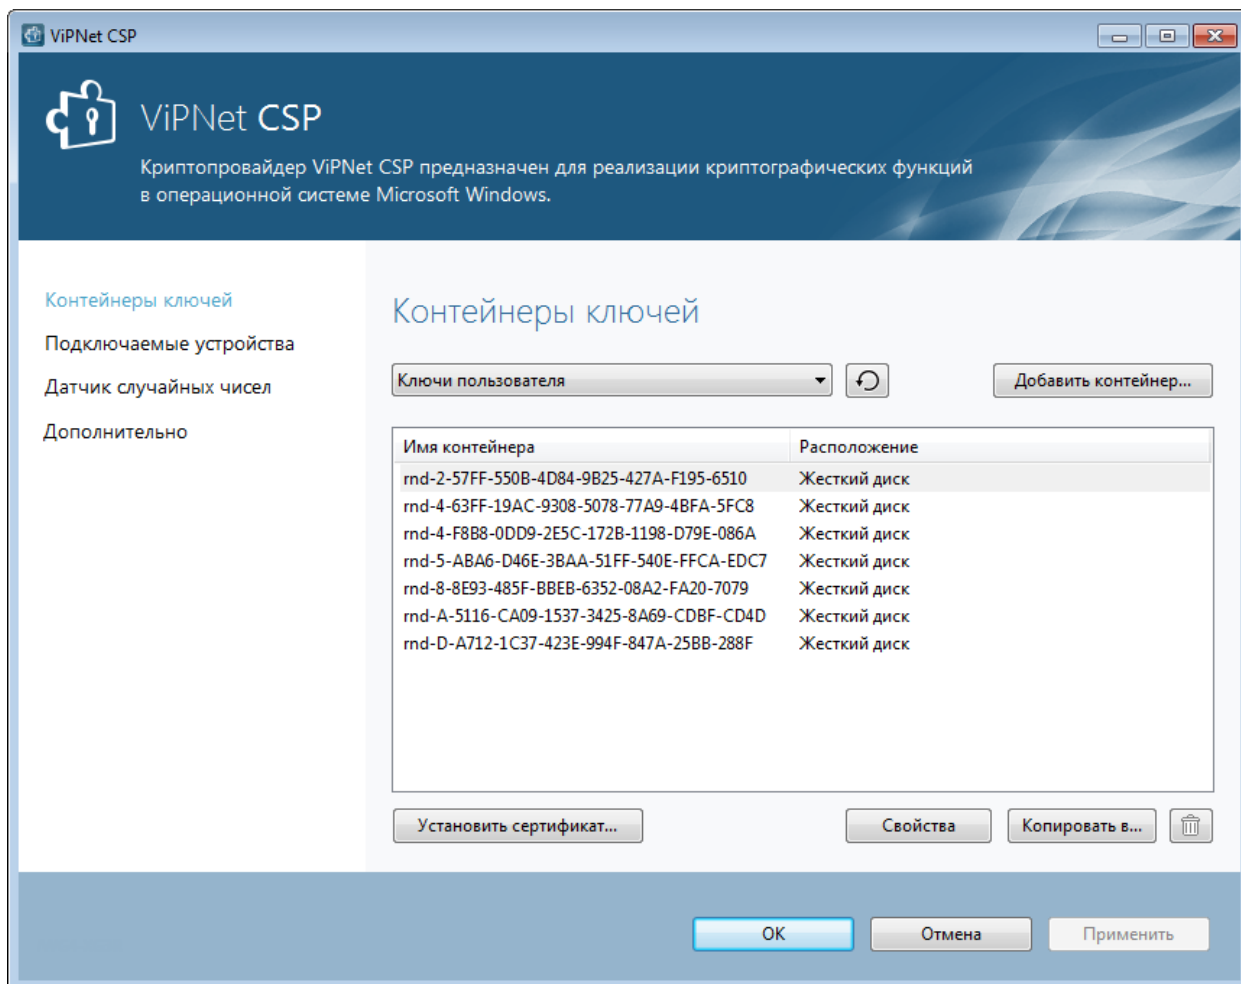 ViPNet CSP
ViPNet CSP
Криптопровайдер ViPNet CSP предназначен для реализации криптографических функций
в операционной системе Microsoft Windows.
Контейнеры ключей
Подключаемые устройства
Датчик случайных чисел
Дополнительно
Контейнеры ключей
Ключи пользователя
Добавить контейнер...
Имя контейнера Расположение
rnd-2-57FF-550B-4D84-9B25-427A-F195-6510 Жесткий диск
rnd-4-63FF-19AC-9308-5078-77A9-4BFA-5FC8 Жесткий диск
rnd-4-F8B8-0DD9-2E5C-172B-1198-D79E-086A Жесткий диск
rnd-5-ABA6-D46E-3BAA-51FF-540E-FFCA-EDC7 Жесткий диск
rnd-8-8E93-485F-BBEB-6352-08A2-FA20-7079 Жесткий диск
rnd-A-5116-CA09-1537-3425-8A69-CDBF-CD4D Жесткий диск
rnd-D-A712-1C37-423E-994F-847A-25BB-288F Жесткий диск
Установить сертификат... Свойства Копировать в...
ОК Отмена Применить